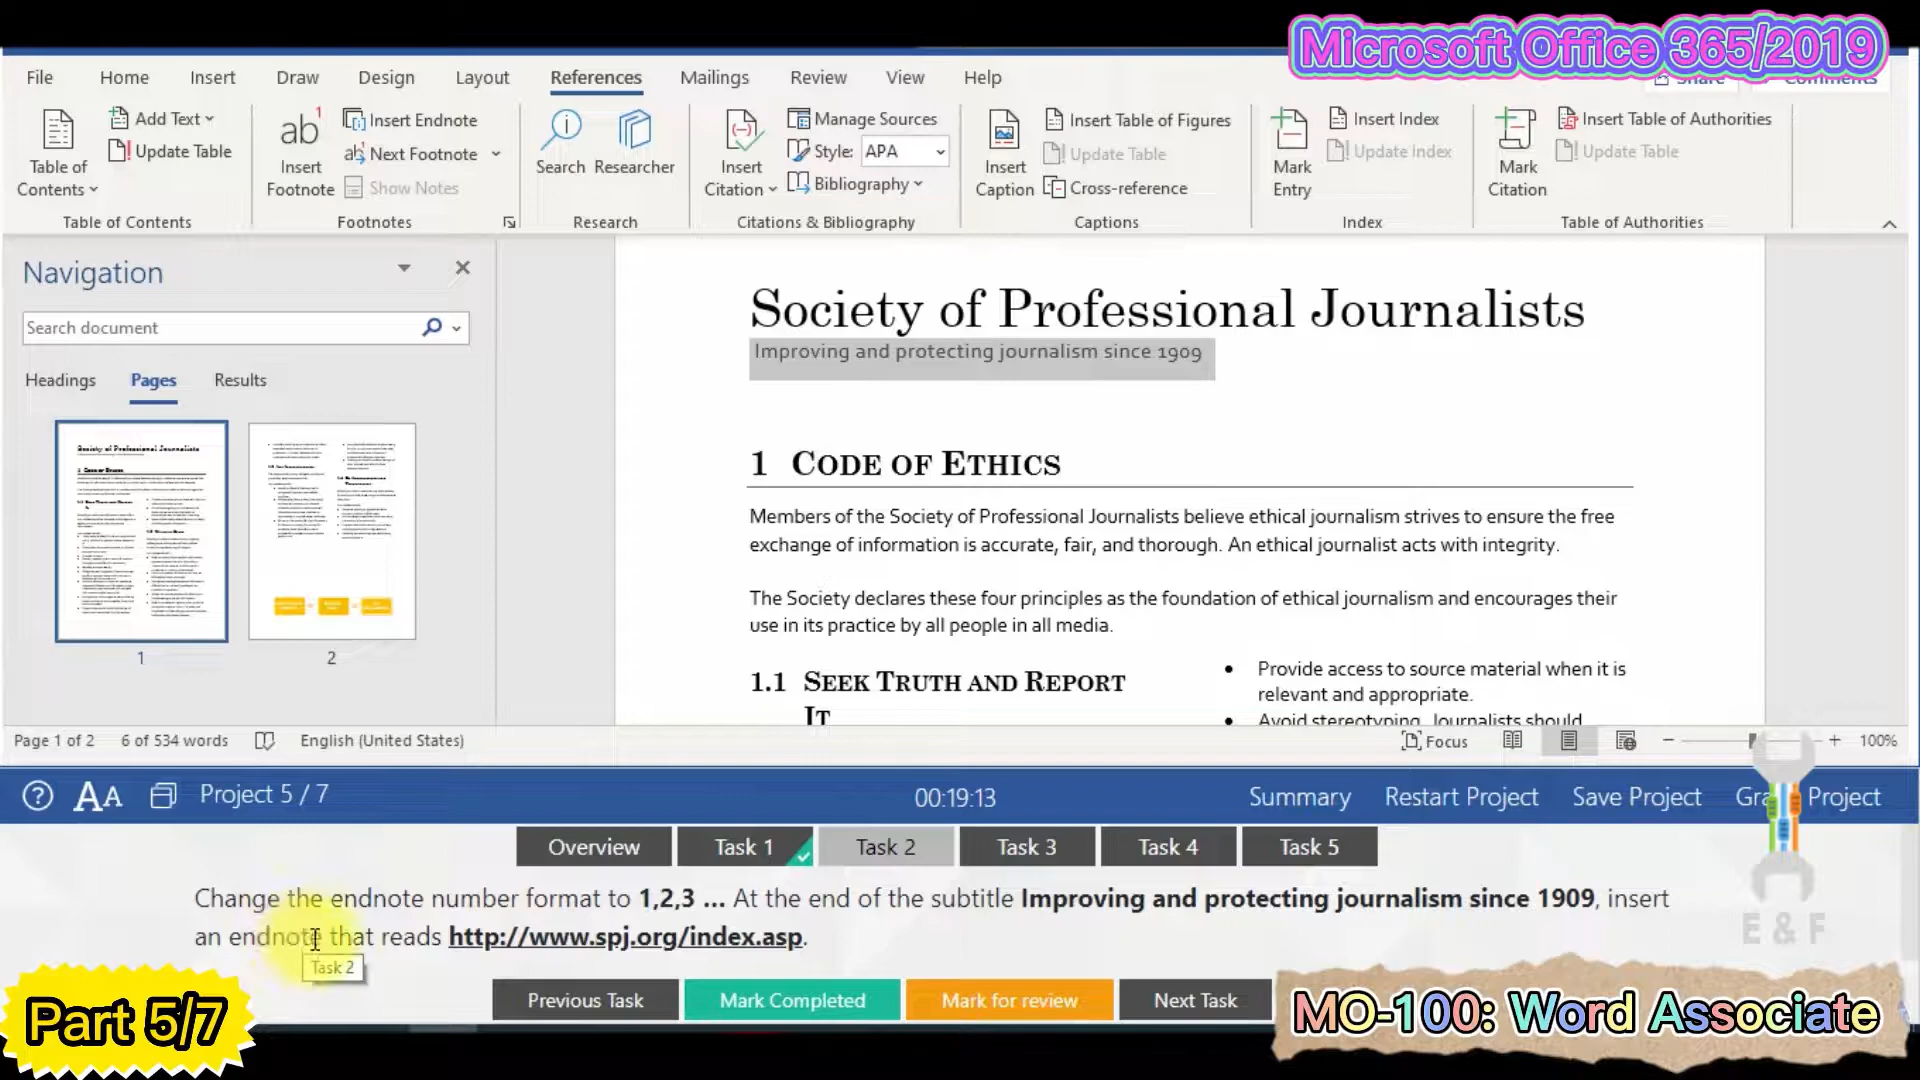 Microsoft Office 365/2019
File Home Insert Draw Design Layout References Mailings Review View Help
Share Comments
Table of Contents
Add Text
Update Table
Table of Contents
ab1
Insert Footnote
Insert Endnote
Next Footnote
Show Notes
Footnotes
Search
Researcher
Research
Insert Citation
Manage Sources
Style: APA
Bibliography
Citations & Bibliography
Insert Caption
Insert Table of Figures
Update Table
Cross-reference
Captions
Mark Entry
Insert Index
Update Index
Index
Mark Citation
Insert Table of Authorities
Update Table
Table of Authorities
Navigation
Search document
Headings Pages Results
1
2
Society of Professional Journalists
Improving and protecting journalism since 1909
1 CODE OF ETHICS
Members of the Society of Professional Journalists believe ethical journalism strives to ensure the free
exchange of information is accurate, fair, and thorough. An ethical journalist acts with integrity.
The Society declares these four principles as the foundation of ethical journalism and encourages their
use in its practice by all people in all media.
1.1 SEEK TRUTH AND REPORT
IT
• Provide access to source material when it is
relevant and appropriate.
• Avoid stereotyping. Journalists should
Page 1 of 2 6 of 534 words English (United States) Focus 100%
Project 5 / 7 00:19:13 Summary Restart Project Save Project Project
Overview Task 1 Task 2 Task 3 Task 4 Task 5
Change the endnote number format to 1,2,3 ... At the end of the subtitle Improving and protecting journalism since 1909, insert
an endnote that reads http://www.spj.org/index.asp.
Task 2
E & F
Previous Task Mark Completed Mark for review Next Task
Part 5/7
MO-100: Word Associate